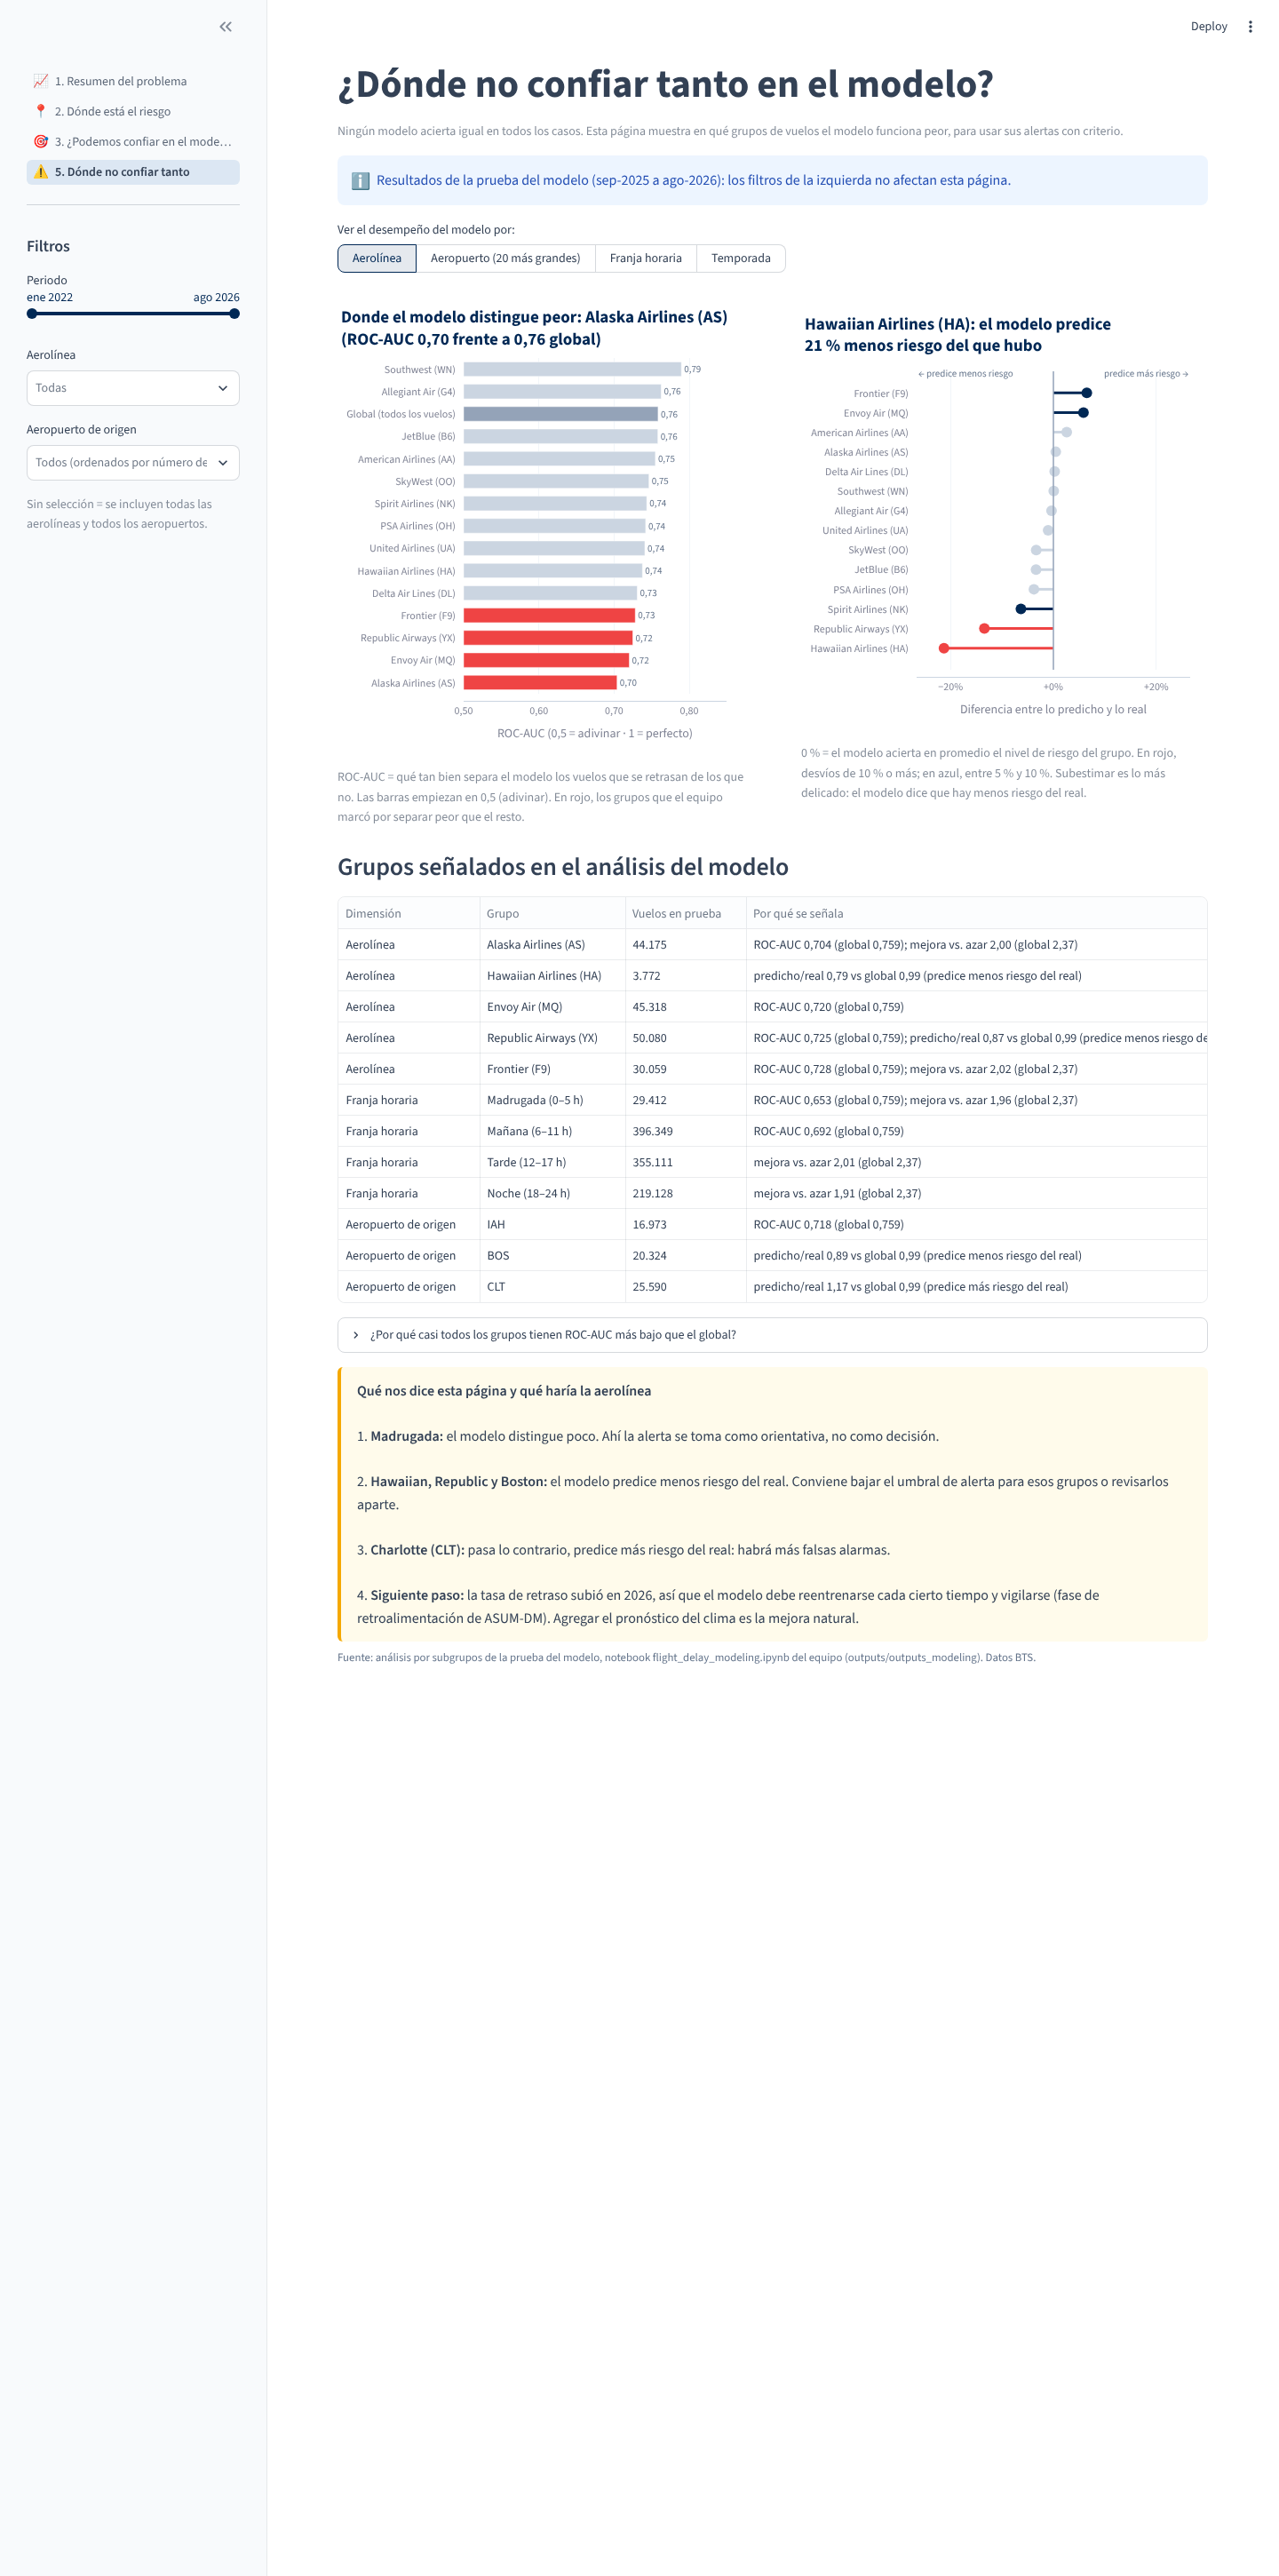 Deploy
📈 1. Resumen del problema
📍 2. Dónde está el riesgo
🎯 3. ¿Podemos confiar en el mode…
⚠️ 5. Dónde no confiar tanto
Filtros
Periodo
ene 2022 ago 2026
Aerolínea
Todas
Aeropuerto de origen
Todos (ordenados por número de
Sin selección = se incluyen todas las
aerolíneas y todos los aeropuertos.
¿Dónde no confiar tanto en el modelo?
Ningún modelo acierta igual en todos los casos. Esta página muestra en qué grupos de vuelos el modelo funciona peor, para usar sus alertas con criterio.
ℹ️ Resultados de la prueba del modelo (sep-2025 a ago-2026): los filtros de la izquierda no afectan esta página.
Ver el desempeño del modelo por:
Aerolínea Aeropuerto (20 más grandes) Franja horaria Temporada
Donde el modelo distingue peor: Alaska Airlines (AS)
(ROC-AUC 0,70 frente a 0,76 global)
Southwest (WN) 0,79
Allegiant Air (G4) 0,76
Global (todos los vuelos) 0,76
JetBlue (B6) 0,76
American Airlines (AA) 0,75
SkyWest (OO) 0,75
Spirit Airlines (NK) 0,74
PSA Airlines (OH) 0,74
United Airlines (UA) 0,74
Hawaiian Airlines (HA) 0,74
Delta Air Lines (DL) 0,73
Frontier (F9) 0,73
Republic Airways (YX) 0,72
Envoy Air (MQ) 0,72
Alaska Airlines (AS) 0,70
0,50 0,60 0,70 0,80
ROC-AUC (0,5 = adivinar · 1 = perfecto)
ROC-AUC = qué tan bien separa el modelo los vuelos que se retrasan de los que
no. Las barras empiezan en 0,5 (adivinar). En rojo, los grupos que el equipo
marcó por separar peor que el resto.
Hawaiian Airlines (HA): el modelo predice
21 % menos riesgo del que hubo
← predice menos riesgo predice más riesgo →
Frontier (F9)
Envoy Air (MQ)
American Airlines (AA)
Alaska Airlines (AS)
Delta Air Lines (DL)
Southwest (WN)
Allegiant Air (G4)
United Airlines (UA)
SkyWest (OO)
JetBlue (B6)
PSA Airlines (OH)
Spirit Airlines (NK)
Republic Airways (YX)
Hawaiian Airlines (HA)
−20% +0% +20%
Diferencia entre lo predicho y lo real
0 % = el modelo acierta en promedio el nivel de riesgo del grupo. En rojo,
desvíos de 10 % o más; en azul, entre 5 % y 10 %. Subestimar es lo más
delicado: el modelo dice que hay menos riesgo del real.
Grupos señalados en el análisis del modelo
Dimensión Grupo Vuelos en prueba Por qué se señala
Aerolínea Alaska Airlines (AS) 44.175 ROC-AUC 0,704 (global 0,759); mejora vs. azar 2,00 (global 2,37)
Aerolínea Hawaiian Airlines (HA) 3.772 predicho/real 0,79 vs global 0,99 (predice menos riesgo del real)
Aerolínea Envoy Air (MQ) 45.318 ROC-AUC 0,720 (global 0,759)
Aerolínea Republic Airways (YX) 50.080 ROC-AUC 0,725 (global 0,759); predicho/real 0,87 vs global 0,99 (predice menos riesgo de
Aerolínea Frontier (F9) 30.059 ROC-AUC 0,728 (global 0,759); mejora vs. azar 2,02 (global 2,37)
Franja horaria Madrugada (0–5 h) 29.412 ROC-AUC 0,653 (global 0,759); mejora vs. azar 1,96 (global 2,37)
Franja horaria Mañana (6–11 h) 396.349 ROC-AUC 0,692 (global 0,759)
Franja horaria Tarde (12–17 h) 355.111 mejora vs. azar 2,01 (global 2,37)
Franja horaria Noche (18–24 h) 219.128 mejora vs. azar 1,91 (global 2,37)
Aeropuerto de origen IAH 16.973 ROC-AUC 0,718 (global 0,759)
Aeropuerto de origen BOS 20.324 predicho/real 0,89 vs global 0,99 (predice menos riesgo del real)
Aeropuerto de origen CLT 25.590 predicho/real 1,17 vs global 0,99 (predice más riesgo del real)
¿Por qué casi todos los grupos tienen ROC-AUC más bajo que el global?
Qué nos dice esta página y qué haría la aerolínea
1. Madrugada: el modelo distingue poco. Ahí la alerta se toma como orientativa, no como decisión.
2. Hawaiian, Republic y Boston: el modelo predice menos riesgo del real. Conviene bajar el umbral de alerta para esos grupos o revisarlos
aparte.
3. Charlotte (CLT): pasa lo contrario, predice más riesgo del real: habrá más falsas alarmas.
4. Siguiente paso: la tasa de retraso subió en 2026, así que el modelo debe reentrenarse cada cierto tiempo y vigilarse (fase de
retroalimentación de ASUM-DM). Agregar el pronóstico del clima es la mejora natural.
Fuente: análisis por subgrupos de la prueba del modelo, notebook flight_delay_modeling.ipynb del equipo (outputs/outputs_modeling). Datos BTS.